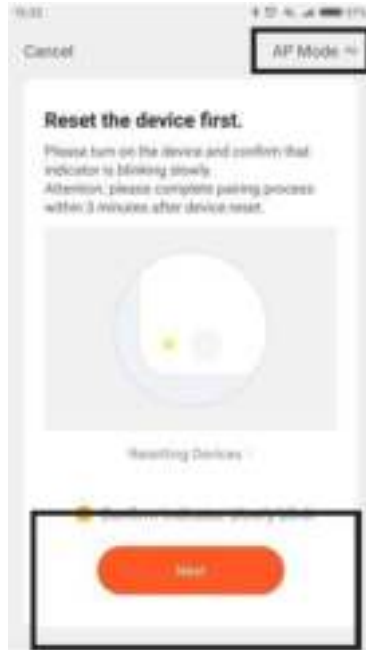 Cancel
AP Mode
Reset the device first.
Please turn on the device and confirm that
indicator is blinking slowly.
Attention, please complete pairing process
within 3 minutes after device reset.
Resetting Devices
Next